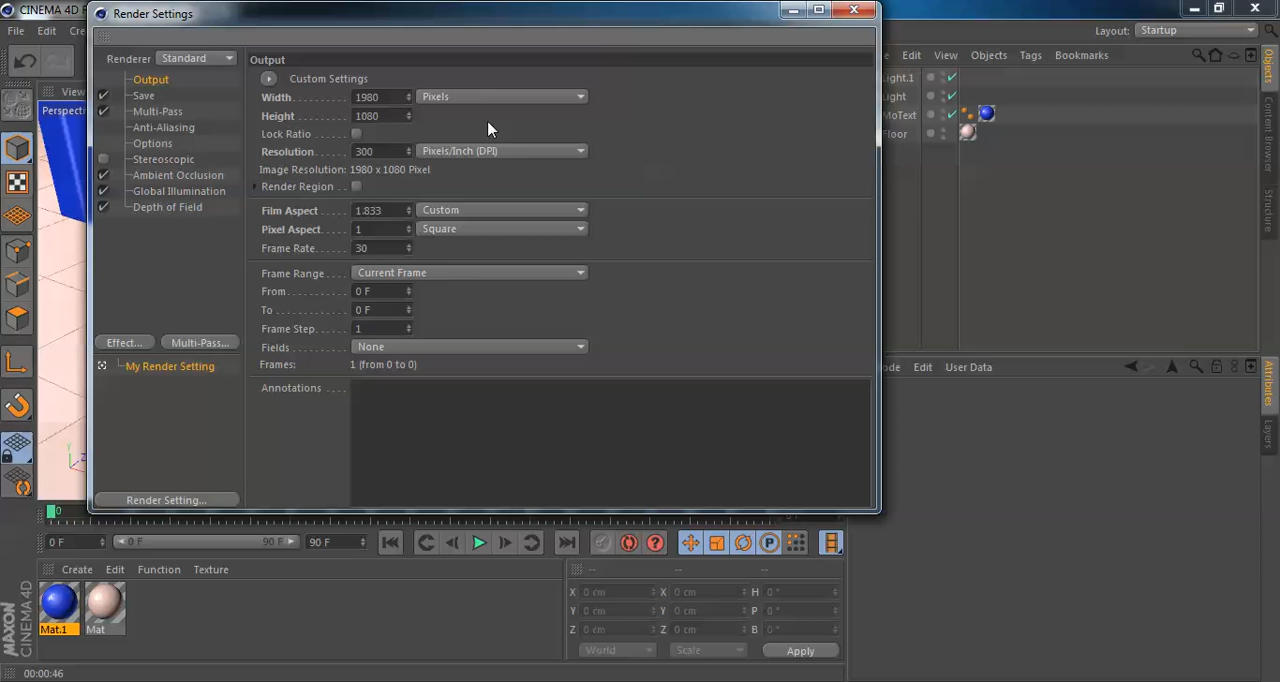 CINEMA 4D
Render Settings
File
Edit
Layout: Startup
Renderer Standard
Output
Save
Multi-Pass
Anti-Aliasing
Options
Stereoscopic
Ambient Occlusion
Global Illumination
Depth of Field
Effect...
Multi-Pass...
My Render Setting
Render Setting...
Output
Custom Settings
Width 1980 Pixels
Height 1080
Lock Ratio
Resolution 300 Pixels/Inch (DPI)
Image Resolution: 1980 x 1080 Pixel
Render Region
Film Aspect 1.833 Custom
Pixel Aspect 1 Square
Frame Rate 30
Frame Range Current Frame
From 0 F
To 0 F
Frame Step 1
Fields None
Frames: 1 (from 0 to 0)
Annotations
Edit View Objects Tags Bookmarks
Light.1
Light
MoText
Floor
Objects
Content Browser
Structure
Edit User Data
Attributes
Layers
0
0 F 0 F 90 F 90 F
Create Edit Function Texture
Mat.1 Mat
-- -- --
X 0 cm X 0 cm H 0 °
Y 0 cm Y 0 cm P 0 °
Z 0 cm Z 0 cm B 0 °
World Scale Apply
MAXON CINEMA 4D
00:00:46